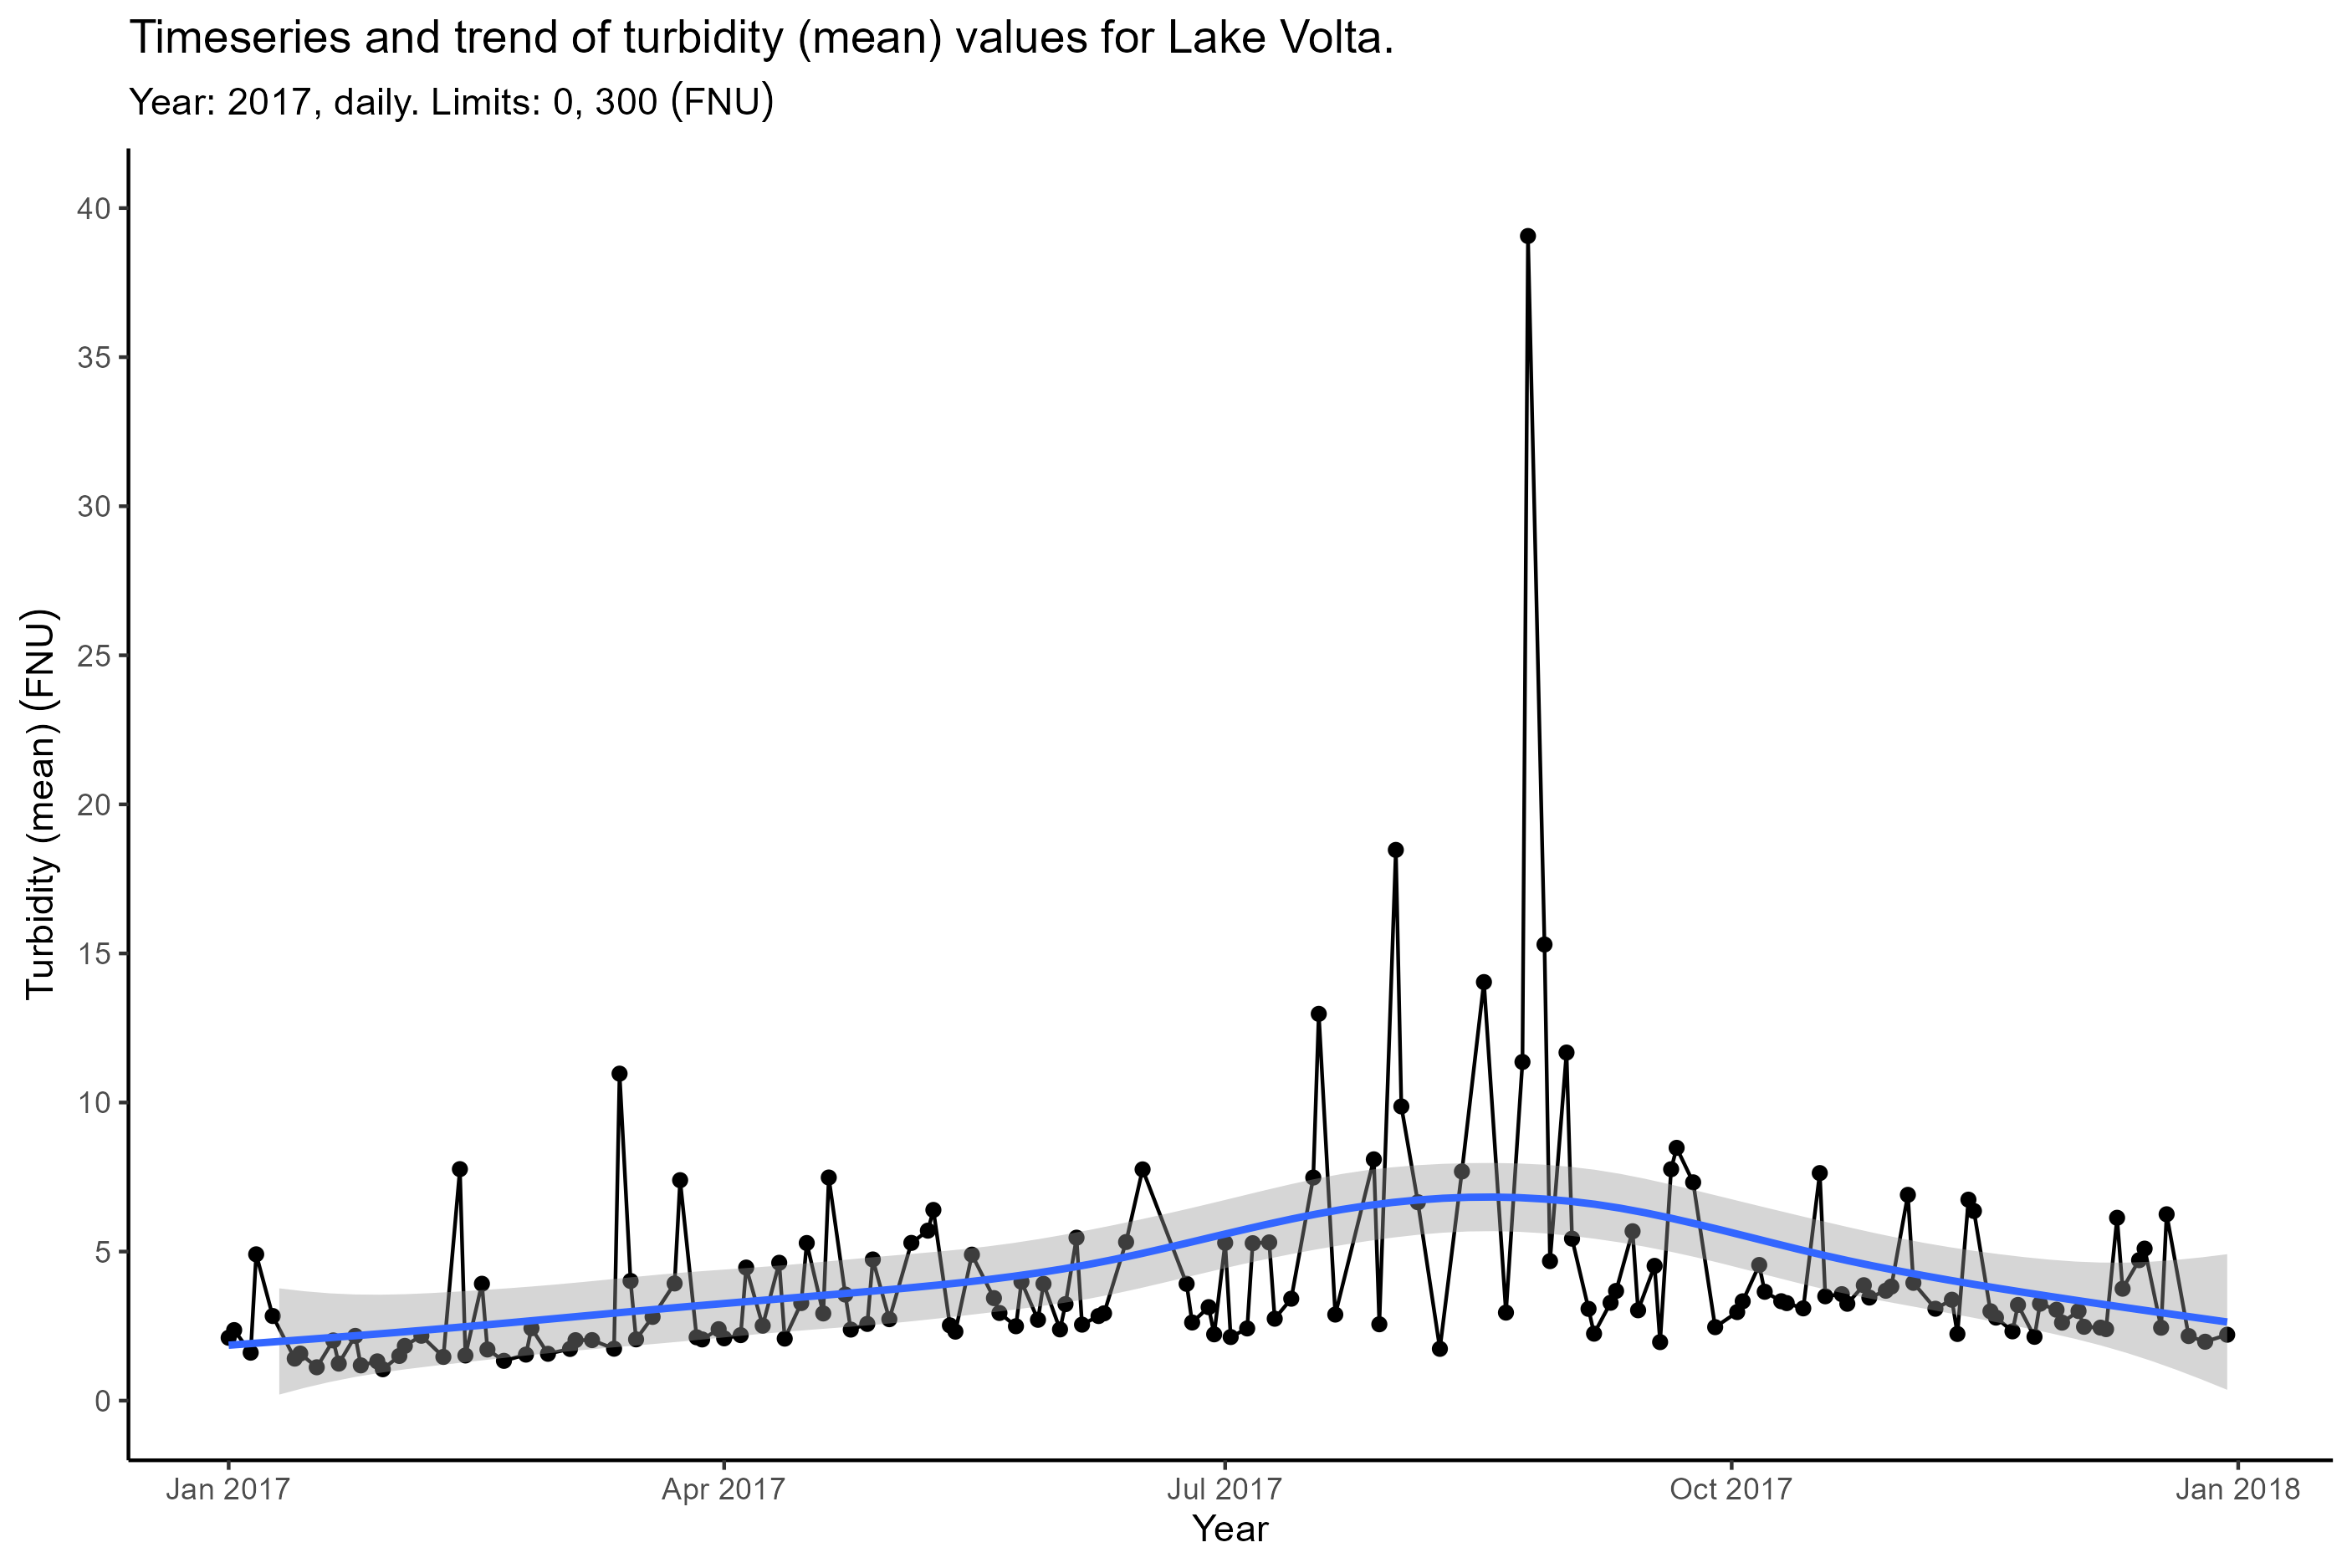 Timeseries and trend of turbidity (mean) values for Lake Volta.
Year: 2017, daily. Limits: 0, 300 (FNU)
Turbidity (mean) (FNU)
40
35
30
25
20
15
10
5
0
Jan 2017
Apr 2017
Jul 2017
Oct 2017
Jan 2018
Year